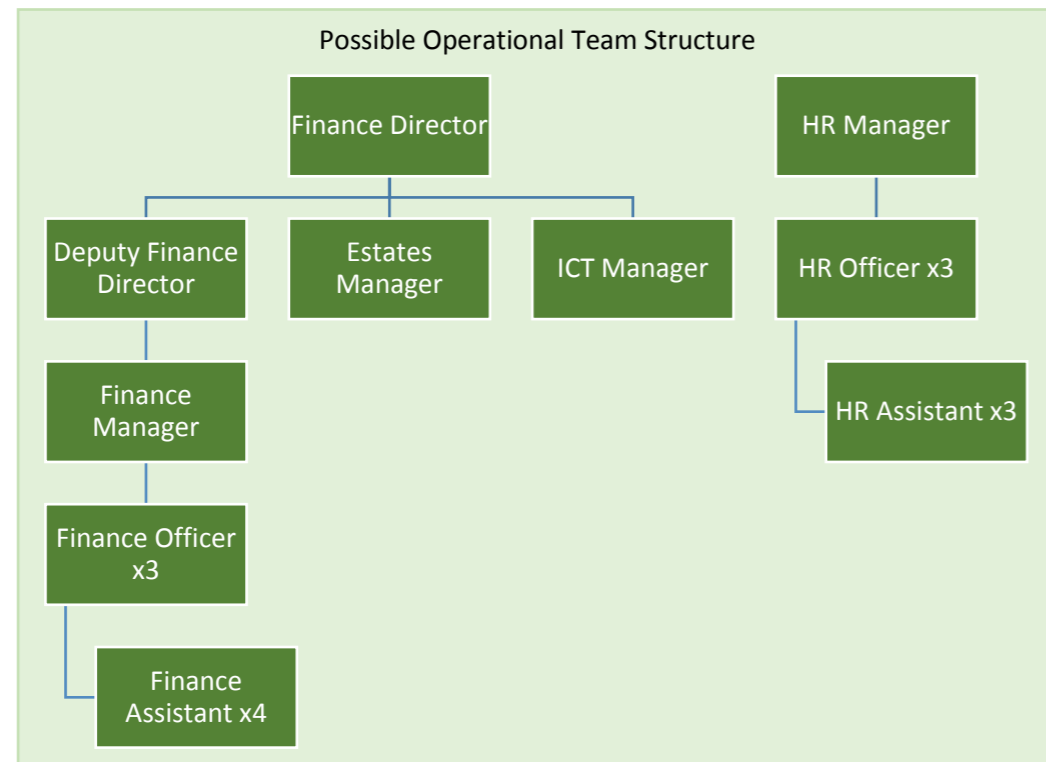 Possible Operational Team Structure
Finance Director
HR Manager
Deputy Finance
Director
Estates
Manager
ICT Manager
HR Officer x3
Finance
Manager
HR Assistant x3
Finance Officer
x3
Finance
Assistant x4